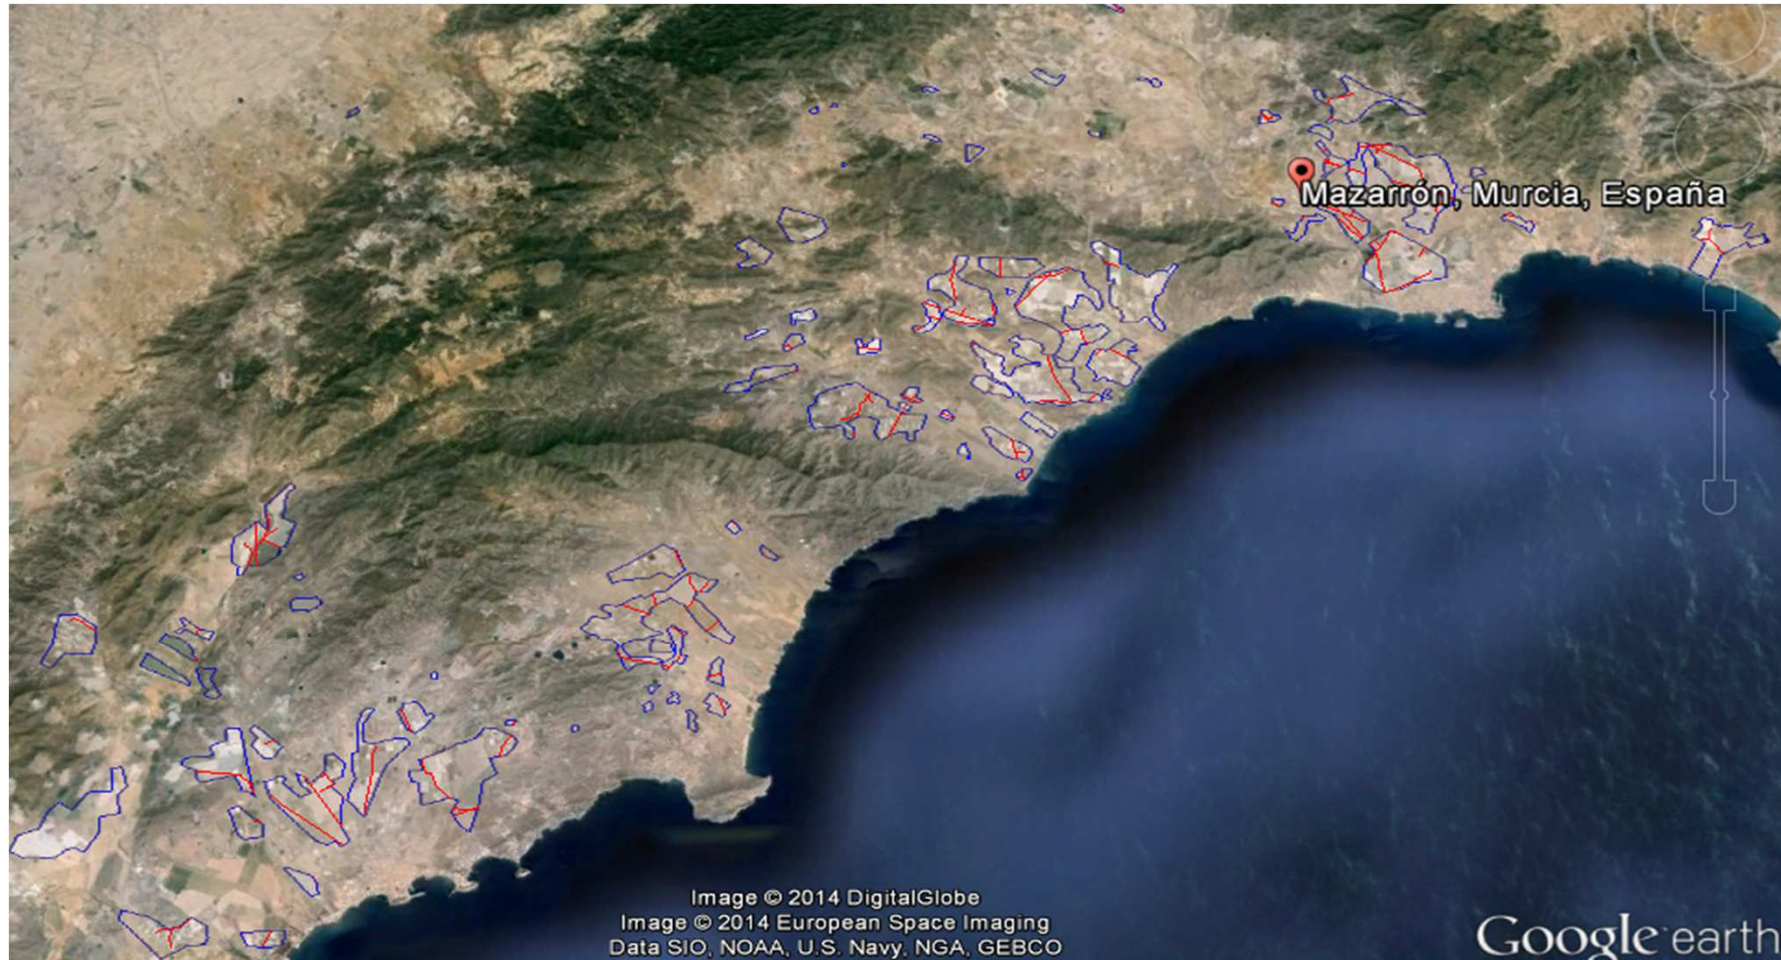 Mazarrón, Murcia, España
Image © 2014 DigitalGlobe
Image © 2014 European Space Imaging
Data SIO, NOAA, U.S. Navy, NGA, GEBCO
Google earth